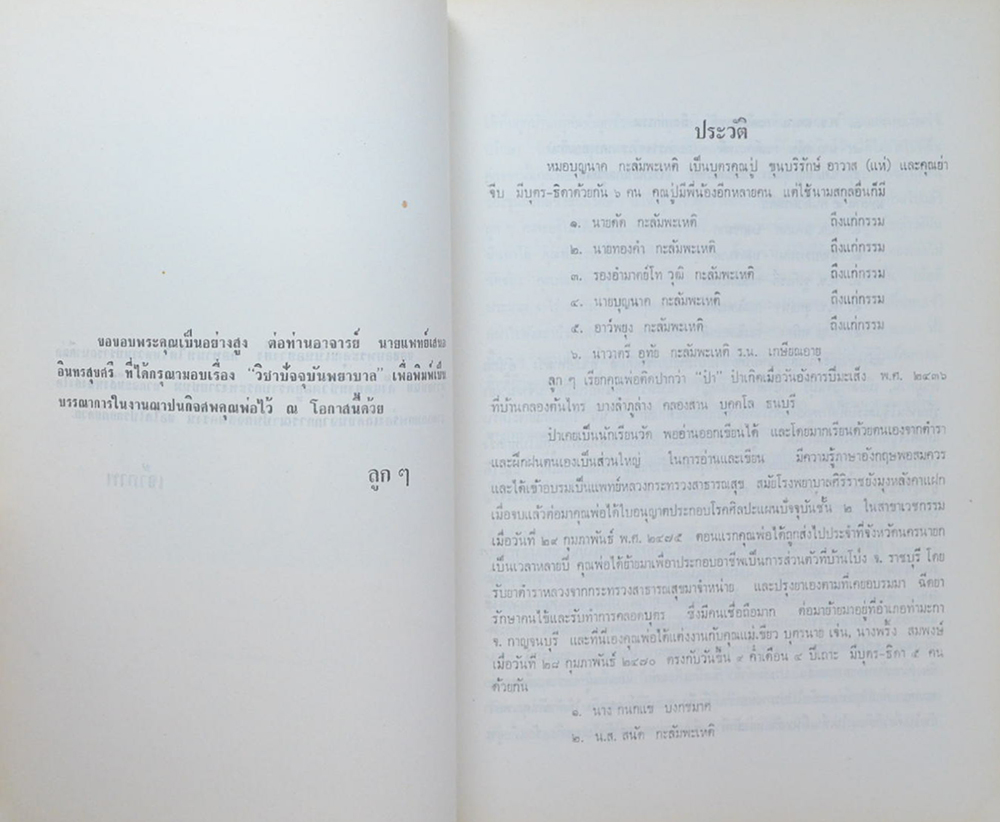 ขอขอบพระคุณเป็นอย่างสูง ต่อท่านอาจารย์ นายแพทย์เสนอ
อินทรสุขศรี ที่ได้กรุณามอบเรื่อง "วิชาปัจจุบันพยาบาล" เพื่อพิมพ์เป็น
บรรณาการในงานฌาปนกิจศพคุณพ่อไว้ ณ โอกาสนี้ด้วย
ลูก ๆ
ประวัติ
หมอบุญนาค กะลัมพะเหติ เป็นบุตรคุณปู่ ขุนบริรักษ์ อาวาส (แห่) และคุณย่า
จีบ มีบุตร-ธิดาด้วยกัน ๖ คน คุณปู่มีพี่น้องอีกหลายคน แต่ใช้นามสกุลอื่นก็มี
๑. นายดัด กะลัมพะเหติ ถึงแก่กรรม
๒. นายทองคำ กะลัมพะเหติ ถึงแก่กรรม
๓. รองอำมาตย์โท วุฒิ กะลัมพะเหติ ถึงแก่กรรม
๔. นายบุญนาค กะลัมพะเหติ ถึงแก่กรรม
๕. อาว์พยุง กะลัมพะเหติ ถึงแก่กรรม
๖. นาวาตรี อุทัย กะลัมพะเหติ ร.น. เกษียณอายุ
ลูก ๆ เรียกคุณพ่อติดปากว่า "ป๋า" ป๋าเกิดเมื่อวันอังคารปีมะเส็ง พ.ศ. ๒๔๓๖
ที่บ้านคลองต้นไทร บางลำภูล่าง คลองสาน บุคคโล ธนบุรี
ป๋าเคยเป็นนักเรียนวัด พออ่านออกเขียนได้ และโดยมากเรียนด้วยตนเองจากตำรา
และฝึกฝนตนเองเป็นส่วนใหญ่ ในการอ่านและเขียน มีความรู้ภาษาอังกฤษพอสมควร
และได้เข้าอบรมเป็นแพทย์หลวงกระทรวงสาธารณสุข สมัยโรงพยาบาลศิริราชยังมุงหลังคาแฝก
เมื่อจบแล้วต่อมาคุณพ่อได้ใบอนุญาตประกอบโรคศิลปะแผนปัจจุบันชั้น ๒ ในสาขาเวชกรรม
เมื่อวันที่ ๒๙ กุมภาพันธ์ พ.ศ. ๒๔๗๕ ตอนแรกคุณพ่อได้ถูกส่งไปประจำที่จังหวัดนครนายก
เป็นเวลาหลายปี คุณพ่อได้ย้ายมาเพื่อประกอบอาชีพเป็นการส่วนตัวที่บ้านโป่ง จ. ราชบุรี โดย
รับยาตำราหลวงจากกระทรวงสาธารณสุขมาจำหน่าย และปรุงยาเองตามที่เคยอบรมมา ฉีดยา
รักษาคนไข้และรับทำการคลอดบุตร ซึ่งมีคนเชื่อถือมาก ต่อมาย้ายมาอยู่ที่อำเภอท่ามะกา
จ. กาญจนบุรี และที่นี่เองคุณพ่อได้แต่งงานกับคุณแม่เขียว บุตรนาย เซ่น, นางพริ้ง สมพงษ์
เมื่อวันที่ ๒๘ กุมภาพันธ์ ๒๔๗๐ ตรงกับวันขึ้น ๙ ค่ำเดือน ๔ ปีเถาะ มีบุตร-ธิดา ๕ คน
ด้วยกัน
๑. นาง กนกแข บงกชมาศ
๒. น.ส. สนัด กะลัมพะเหติ